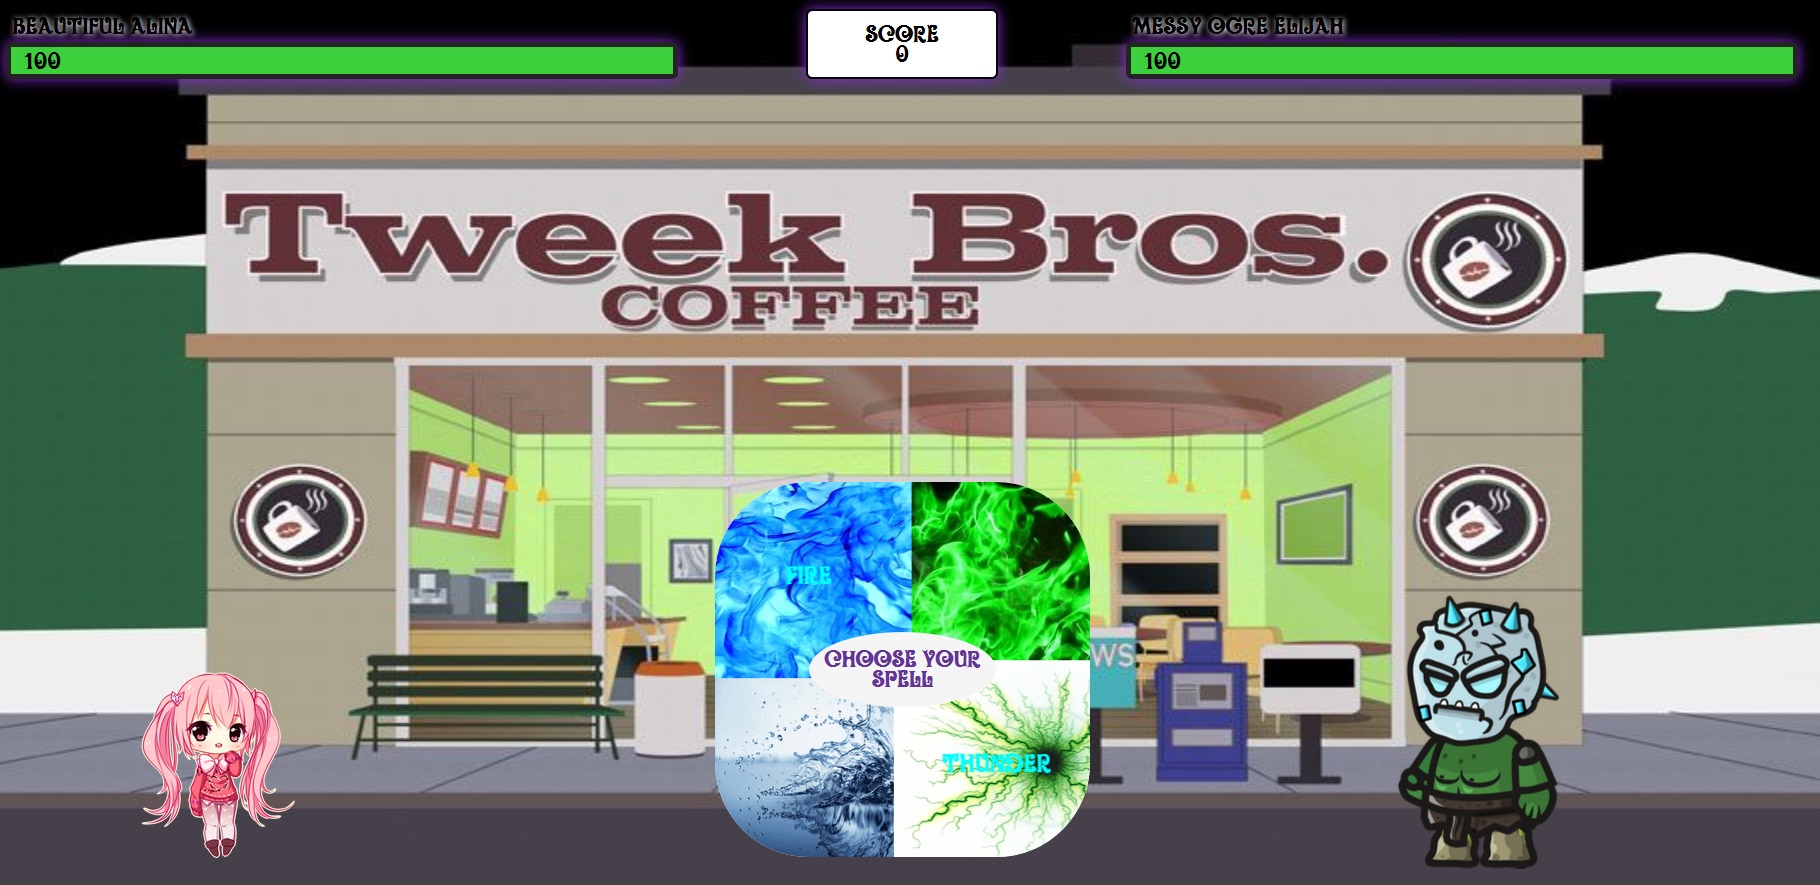 BEAUTIFUL ALINA
100
SCORE
0
MESSY OGRE ELIJAH
100
Tweek Bros.
COFFEE
FIRE
CHOOSE YOUR
SPELL
WS
THUNDER